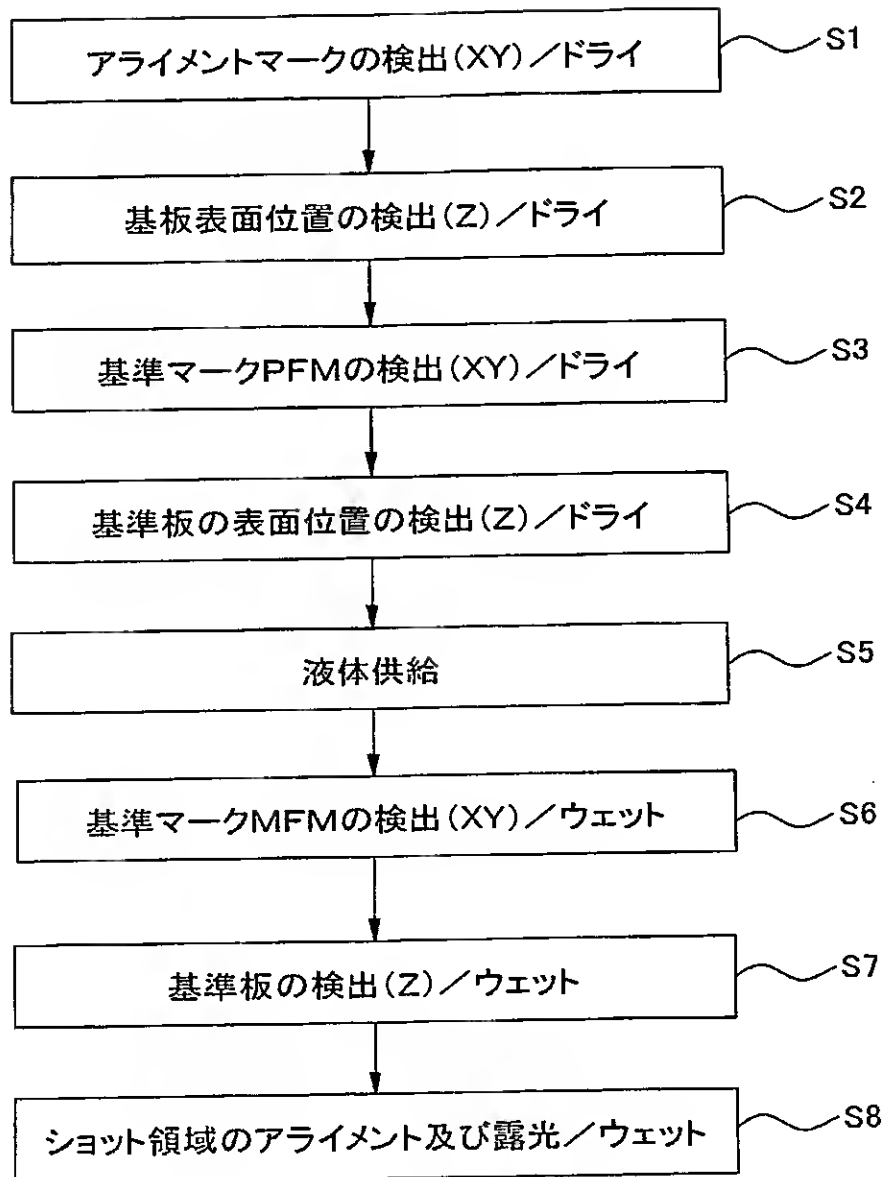 アライメントマークの検出(XY)／ドライ
S1
基板表面位置の検出(Z)／ドライ
S2
基準マークPFMの検出(XY)／ドライ
S3
基準板の表面位置の検出(Z)／ドライ
S4
液体供給
S5
基準マークMFMの検出(XY)／ウェット
S6
基準板の検出(Z)／ウェット
S7
ショット領域のアライメント及び露光／ウェット
S8